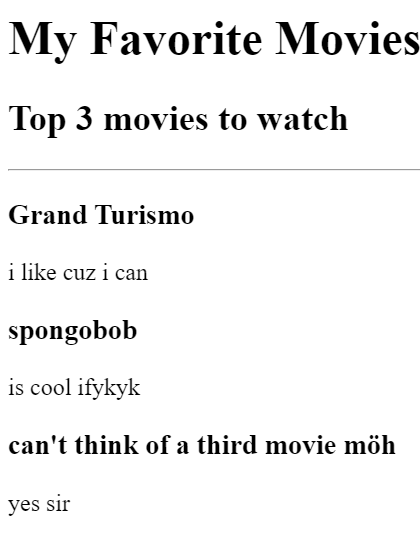 My Favorite Movies
Top 3 movies to watch
Grand Turismo
i like cuz i can
spongobob
is cool ifykyk
can't think of a third movie möh
yes sir